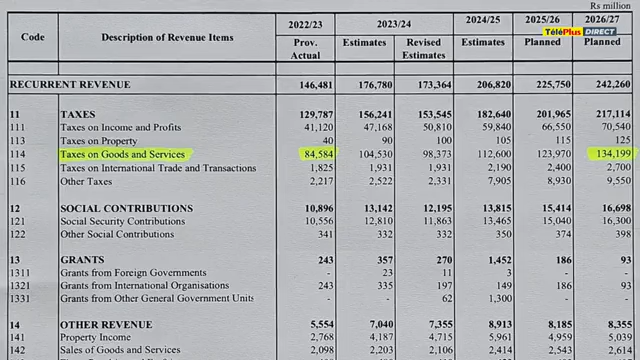 Rs million
TéléPlus DIRECT
Code Description of Revenue Items 2022/23 2023/24 2024/25 2025/26 2026/27
Prov. Actual Estimates Revised Estimates Estimates Planned Planned
RECURRENT REVENUE 146,481 176,780 173,364 206,820 225,750 242,260
11 TAXES 129,787 156,241 153,545 182,640 201,965 217,114
111 Taxes on Income and Profits 41,120 47,168 50,810 59,840 66,550 70,540
113 Taxes on Property 40 90 100 105 115 125
114 Taxes on Goods and Services 84,584 104,530 98,373 112,600 123,970 134,199
115 Taxes on International Trade and Transactions 1,825 1,931 1,931 2,190 2,400 2,700
116 Other Taxes 2,217 2,522 2,331 7,905 8,930 9,550
12 SOCIAL CONTRIBUTIONS 10,896 13,142 12,195 13,815 15,414 16,698
121 Social Security Contributions 10,556 12,810 11,863 13,465 15,040 16,300
122 Other Social Contributions 341 332 332 350 374 398
13 GRANTS 243 357 270 1,452 186 93
1311 Grants from Foreign Governments - 23 11 3 - -
1321 Grants from International Organisations 243 335 197 149 186 93
1331 Grants from Other General Government Units - - 62 1,300 - -
14 OTHER REVENUE 5,554 7,040 7,355 8,913 8,185 8,355
141 Property Income 2,768 4,187 4,715 5,961 4,959 5,039
142 Sales of Goods and Services 2,098 2,203 2,106 2,414 2,543 2,614